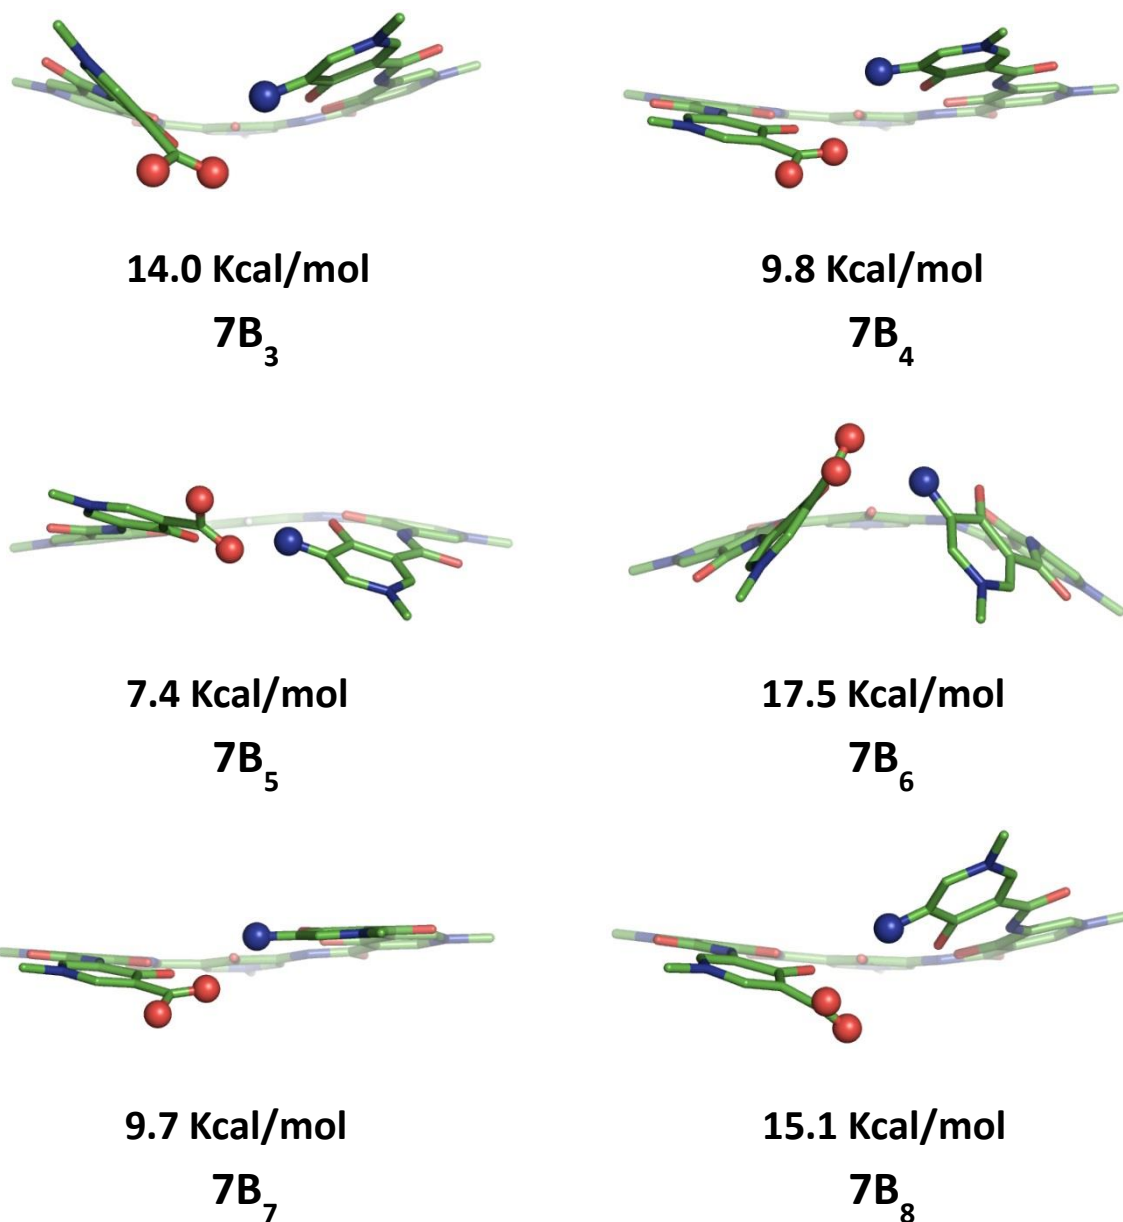 14.0 Kcal/mol
9.8 Kcal/mol
7B₃
7B₄
7.4 Kcal/mol
17.5 Kcal/mol
7B₅
7B₆
9.7 Kcal/mol
15.1 Kcal/mol
7B₇
7B₈